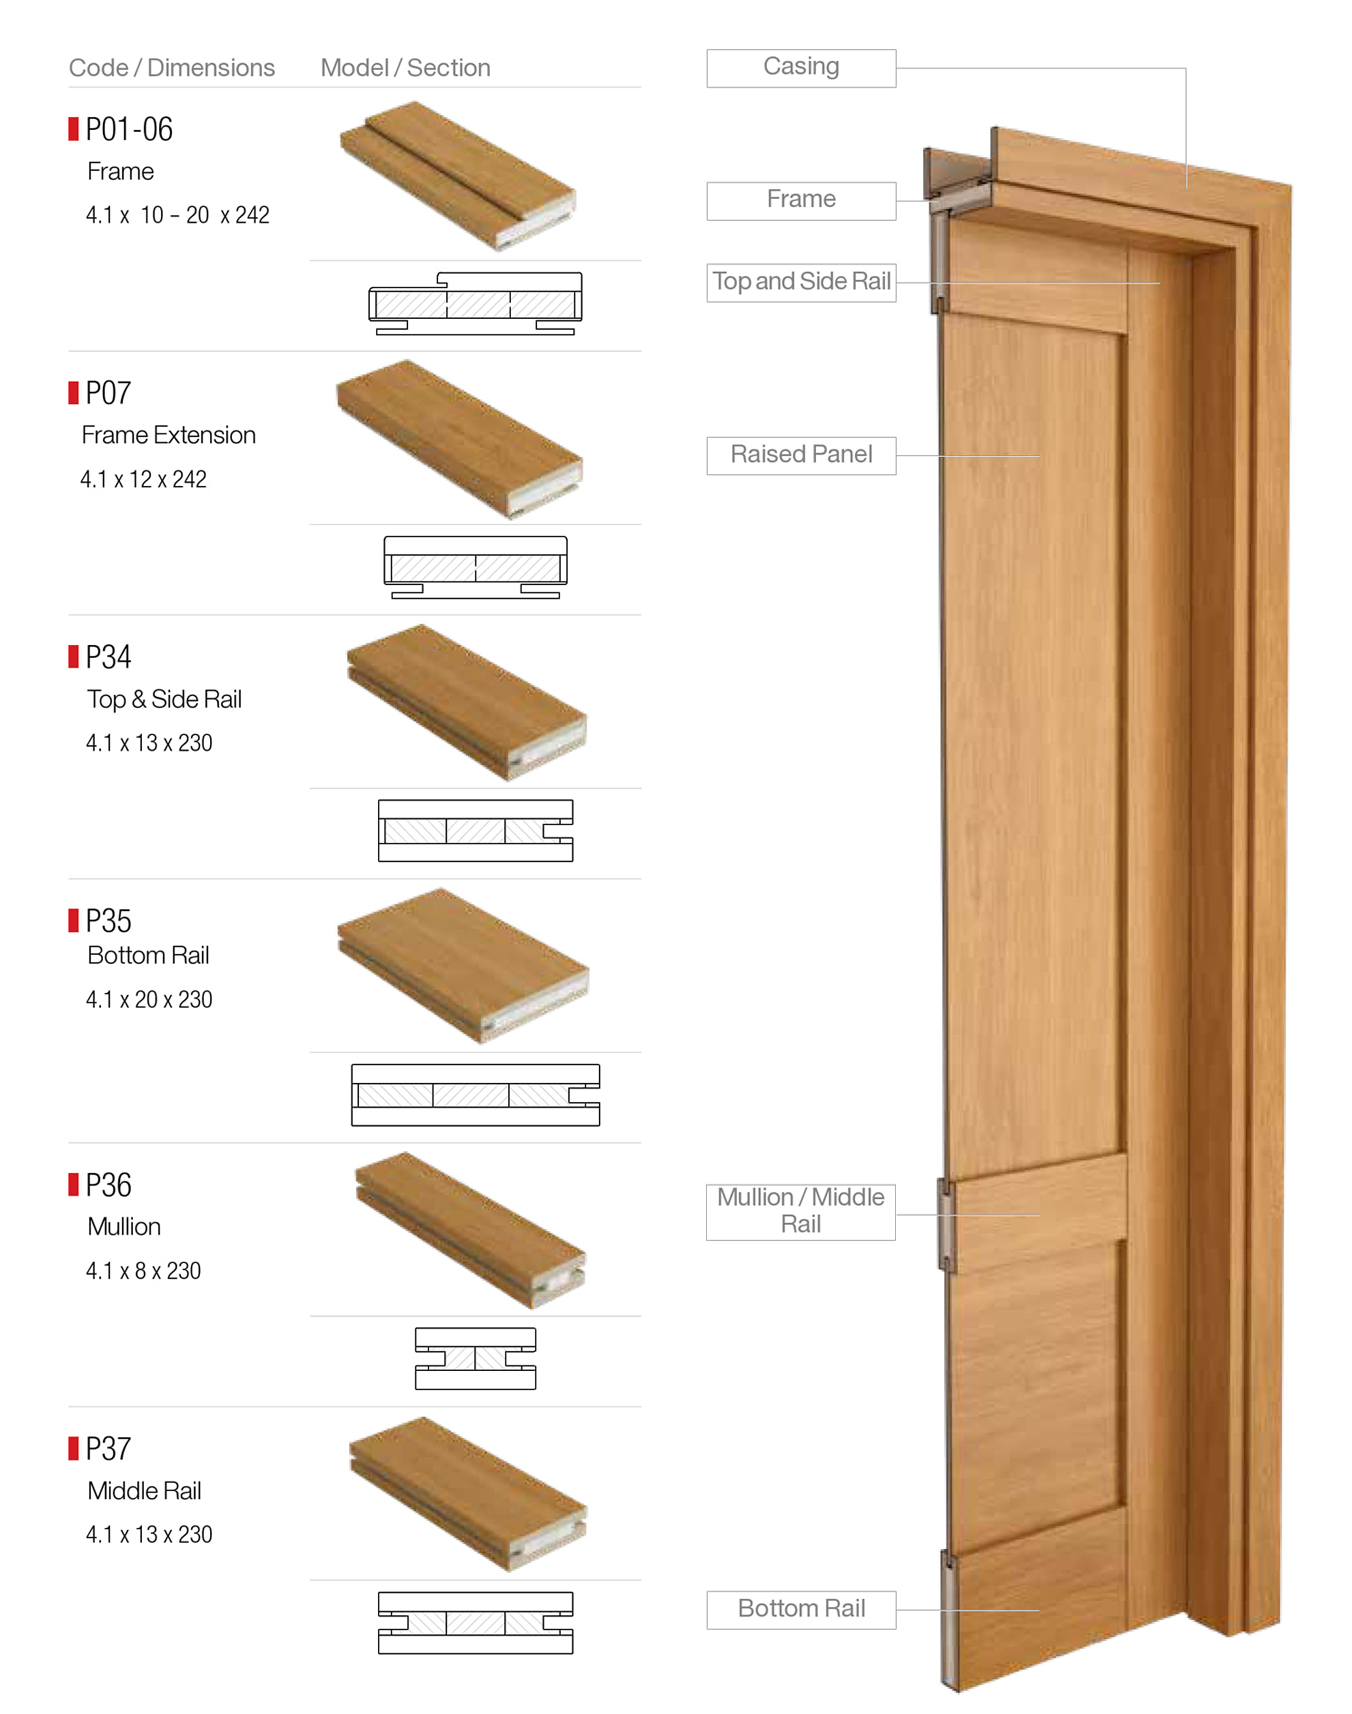 Code / Dimensions
Model / Section
P01-06
Frame
4.1 x 10 – 20 x 242
P07
Frame Extension
4.1 x 12 x 242
P34
Top & Side Rail
4.1 x 13 x 230
P35
Bottom Rail
4.1 x 20 x 230
P36
Mullion
4.1 x 8 x 230
P37
Middle Rail
4.1 x 13 x 230
Casing
Frame
Top and Side Rail
Raised Panel
Mullion / Middle
Rail
Bottom Rail